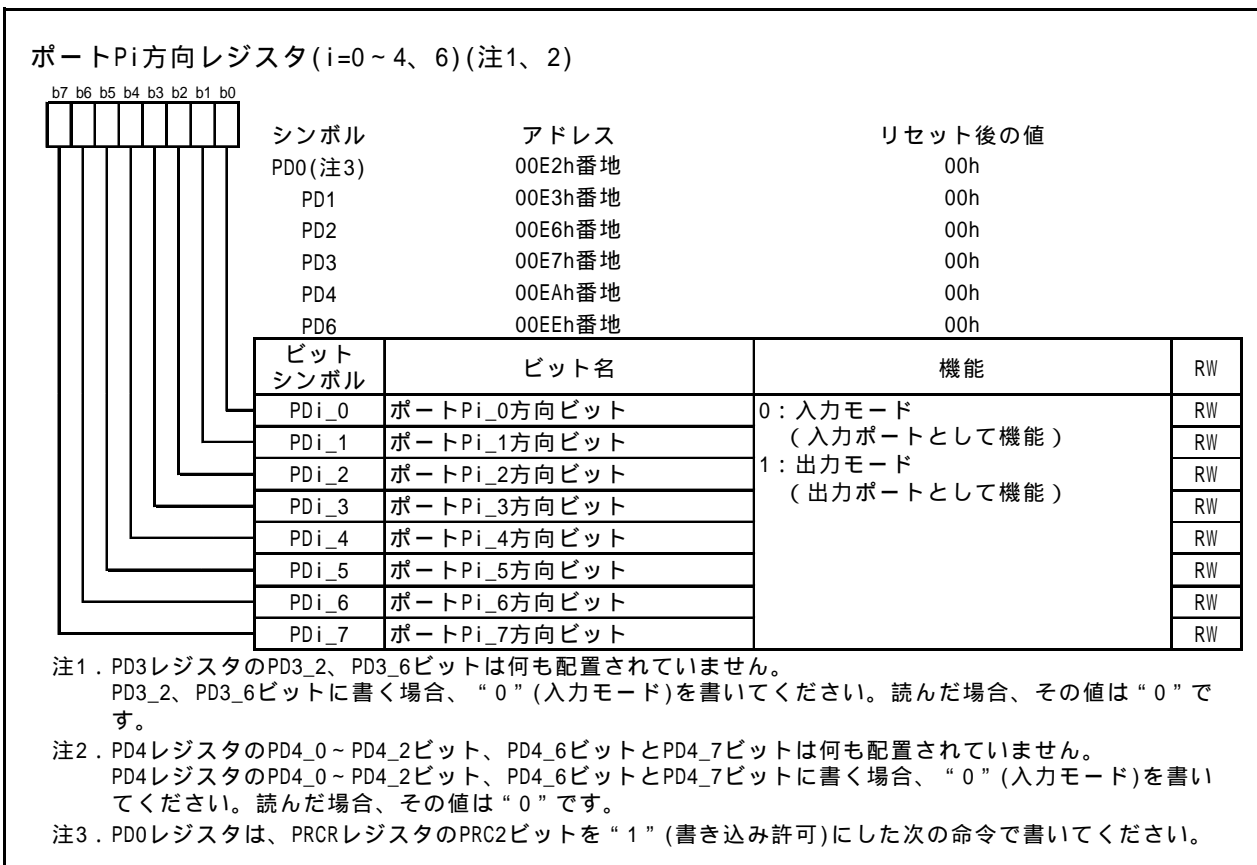 ポートPi方向レジスタ(i=0~4、6)(注1、2)
b7 b6 b5 b4 b3 b2 b1 b0
シンボル アドレス リセット後の値
PD0(注3) 00E2h番地 00h
PD1 00E3h番地 00h
PD2 00E6h番地 00h
PD3 00E7h番地 00h
PD4 00EAh番地 00h
PD6 00EEh番地 00h
ビット
シンボル ビット名 機能 RW
PDi_0 ポートPi_0方向ビット 0:入力モード RW
(入力ポートとして機能)
PDi_1 ポートPi_1方向ビット RW
1:出力モード
PDi_2 ポートPi_2方向ビット RW
(出力ポートとして機能)
PDi_3 ポートPi_3方向ビット RW
PDi_4 ポートPi_4方向ビット RW
PDi_5 ポートPi_5方向ビット RW
PDi_6 ポートPi_6方向ビット RW
PDi_7 ポートPi_7方向ビット RW
注1.PD3レジスタのPD3_2、PD3_6ビットは何も配置されていません。
PD3_2、PD3_6ビットに書く場合、“0”(入力モード)を書いてください。読んだ場合、その値は“0”で
す。
注2.PD4レジスタのPD4_0~PD4_2ビット、PD4_6ビットとPD4_7ビットは何も配置されていません。
PD4レジスタのPD4_0~PD4_2ビット、PD4_6ビットとPD4_7ビットに書く場合、“0”(入力モード)を書い
てください。読んだ場合、その値は“0”です。
注3.PD0レジスタは、PRCRレジスタのPRC2ビットを“1”(書き込み許可)にした次の命令で書いてください。